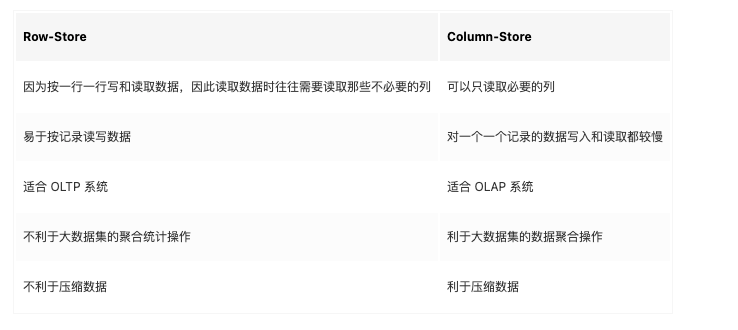 Row-Store Column-Store
因为按一行一行写和读取数据，因此读取数据时往往需要读取那些不必要的列 可以只读取必要的列
易于按记录读写数据 对一个一个记录的数据写入和读取都较慢
适合 OLTP 系统 适合 OLAP 系统
不利于大数据集的聚合统计操作 利于大数据集的数据聚合操作
不利于压缩数据 利于压缩数据